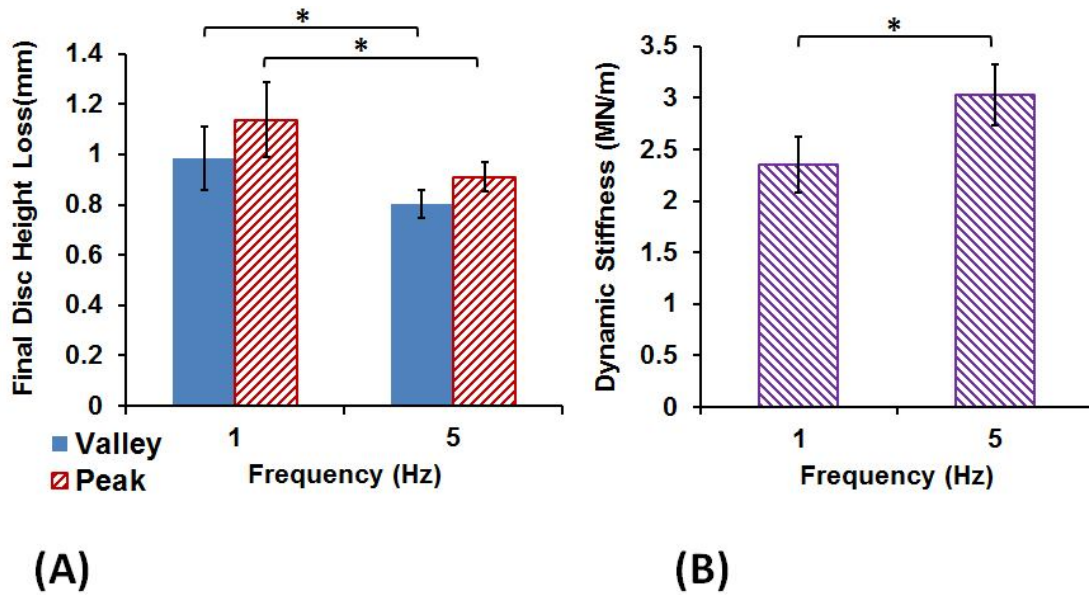 *
*
Final Disc Height Loss(mm)
1.4
1.2
1
0.8
0.6
0.4
0.2
0
1
5
Frequency (Hz)
Valley
Peak
(A)
*
Dynamic Stiffness (MN/m)
3.5
3
2.5
2
1.5
1
0.5
0
1
5
Frequency (Hz)
(B)